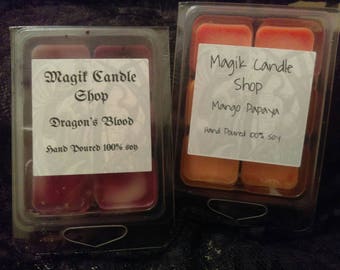 Magik Candle
Shop
Dragon's Blood
Hand Poured 100% soy
Magik Candle
Shop
Mango Papaya
Hand Poured 100% soy